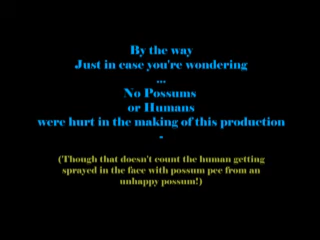 By the way
Just in case you're wondering
...
No Possums
or Humans
were hurt in the making of this production
-
(Though that doesn't count the human getting
sprayed in the face with possum pee from an
unhappy possum!)